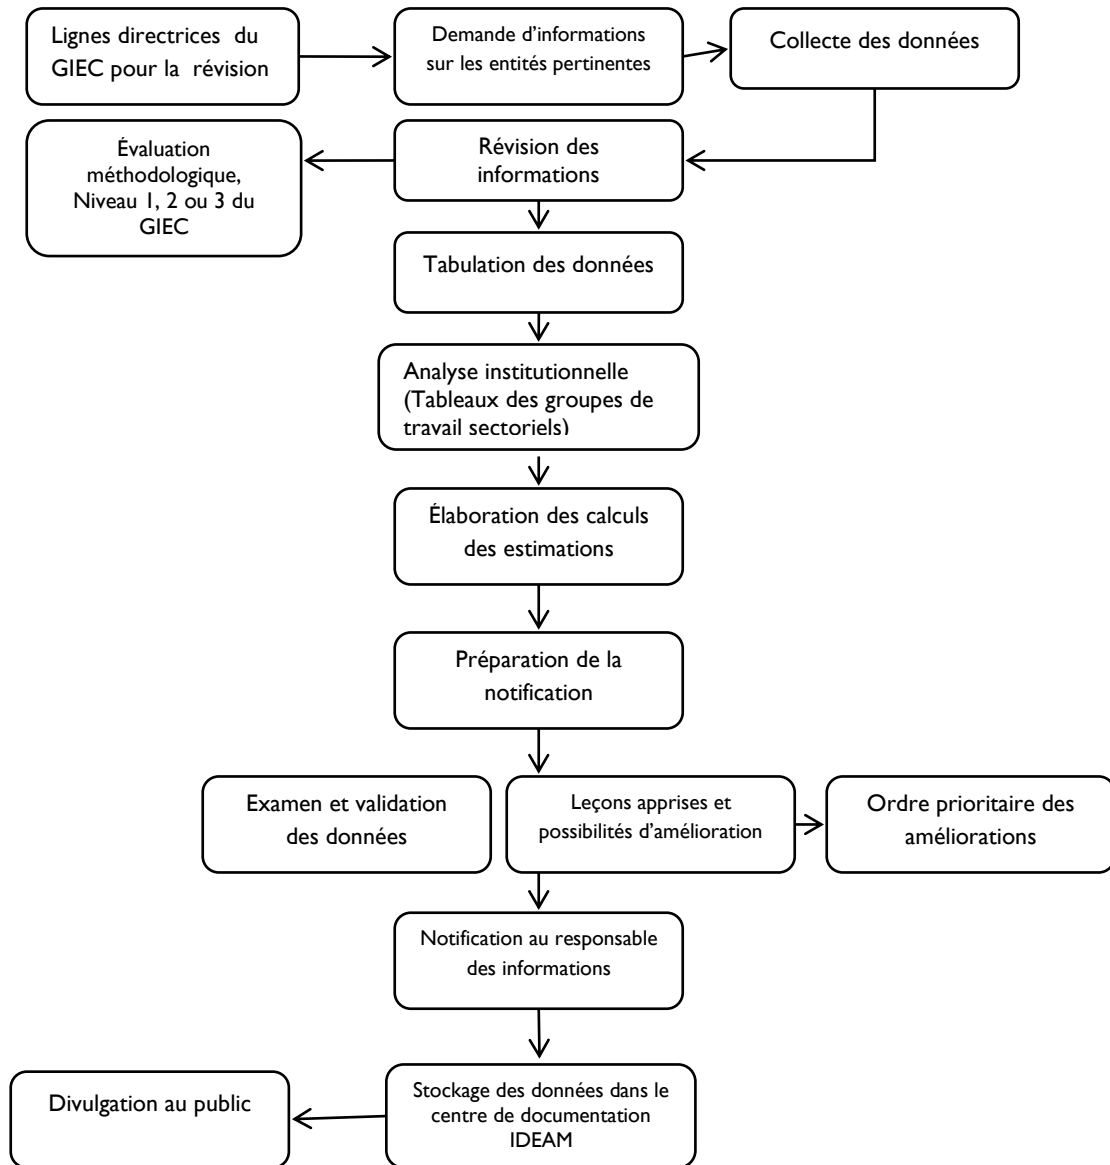 Lignes directrices du
GIEC pour la révision
Demande d’informations
sur les entités pertinentes
Collecte des données
Évaluation
méthodologique,
Niveau 1, 2 ou 3 du
GIEC
Révision des
informations
Tabulation des données
Analyse institutionnelle
(Tableaux des groupes de
travail sectoriels)
Élaboration des calculs
des estimations
Préparation de la
notification
Examen et validation
des données
Leçons apprises et
possibilités d’amélioration
Ordre prioritaire des
améliorations
Notification au responsable
des informations
Divulgation au public
Stockage des données dans le
centre de documentation
IDEAM